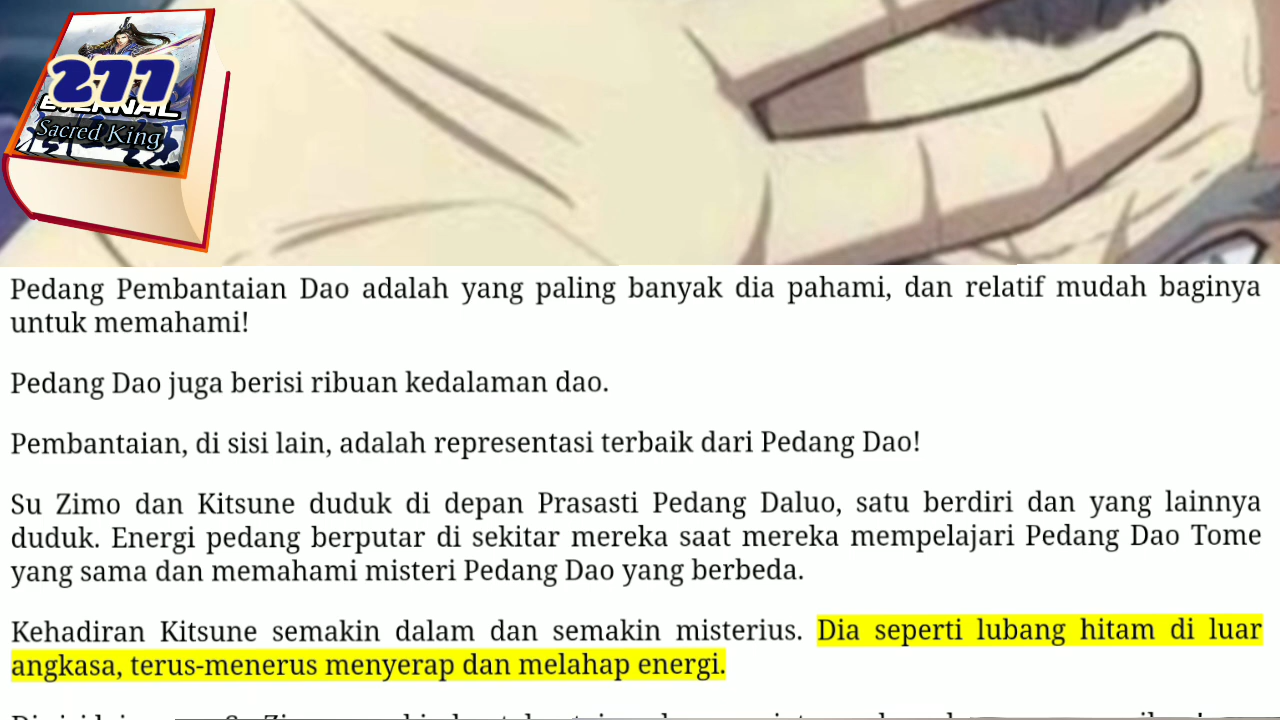 277
ETERNAL
Sacred King
Pedang Pembantaian Dao adalah yang paling banyak dia pahami, dan relatif mudah baginya
untuk memahami!
Pedang Dao juga berisi ribuan kedalaman dao.
Pembantaian, di sisi lain, adalah representasi terbaik dari Pedang Dao!
Su Zimo dan Kitsune duduk di depan Prasasti Pedang Daluo, satu berdiri dan yang lainnya
duduk. Energi pedang berputar di sekitar mereka saat mereka mempelajari Pedang Dao Tome
yang sama dan memahami misteri Pedang Dao yang berbeda.
Kehadiran Kitsune semakin dalam dan semakin misterius. Dia seperti lubang hitam di luar
angkasa, terus-menerus menyerap dan melahap energi.